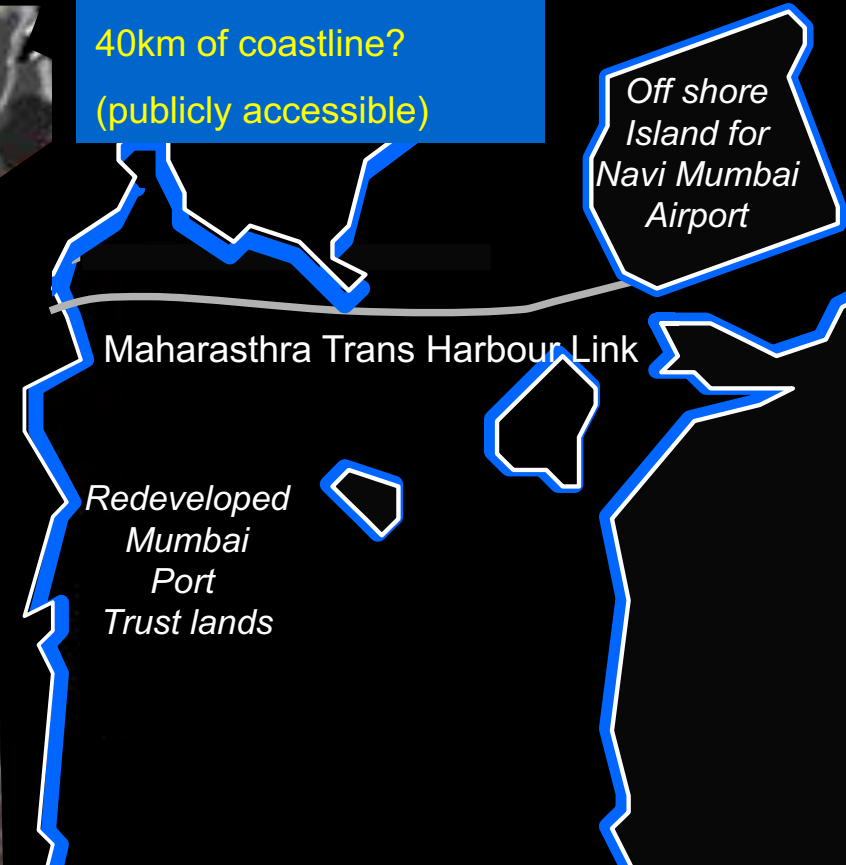 40km of coastline?
(publicly accessible)
Off shore
Island for
Navi Mumbai
Airport
Maharasthra Trans Harbour Link
Redeveloped
Mumbai
Port
Trust lands